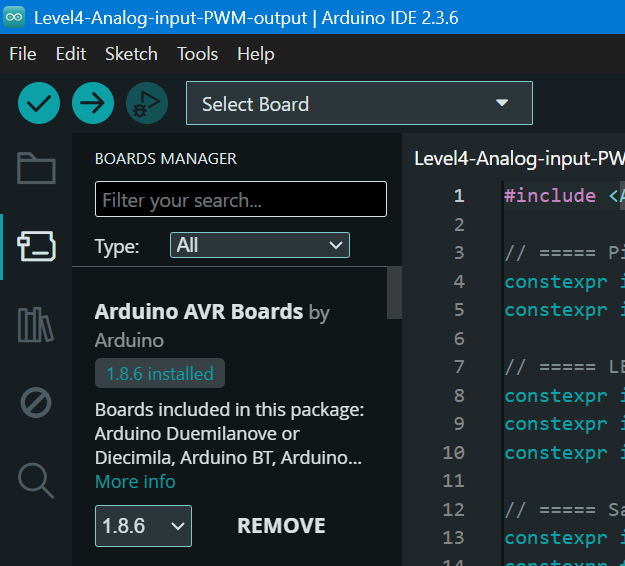 Level4-Analog-input-PWM-output | Arduino IDE 2.3.6
File Edit Sketch Tools Help
Select Board
BOARDS MANAGER
Filter your search...
Type: All
Arduino AVR Boards by
Arduino
1.8.6 installed
Boards included in this package:
Arduino Duemilanove or
Diecimila, Arduino BT, Arduino...
More info
1.8.6 REMOVE
Level4-Analog-input-PW
1 #include <
2
3 // ===== P
4 constexpr i
5 constexpr i
6
7 // ===== LE
8 constexpr i
9 constexpr i
10 constexpr i
11
12 // ===== Sa
13 constexpr i
14 constexpr i